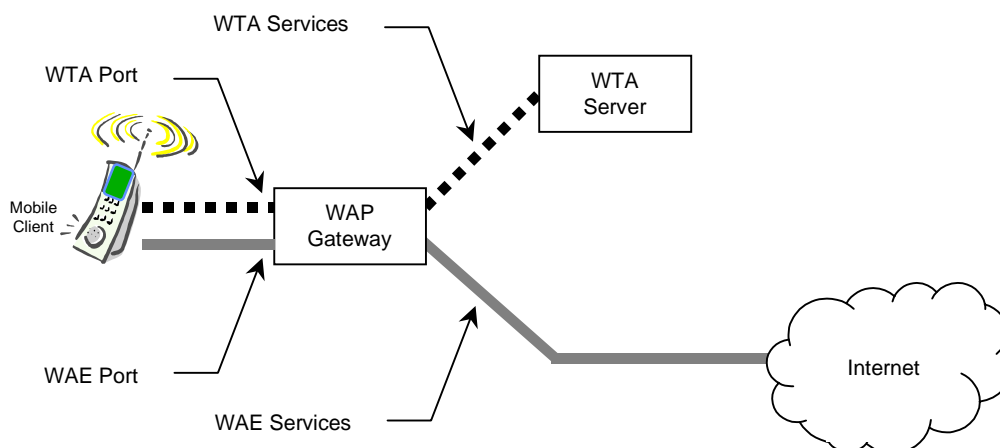 WTA Services
WTA Port
WTA
Server
Mobile
Client
WAP
Gateway
Internet
WAE Port
WAE Services